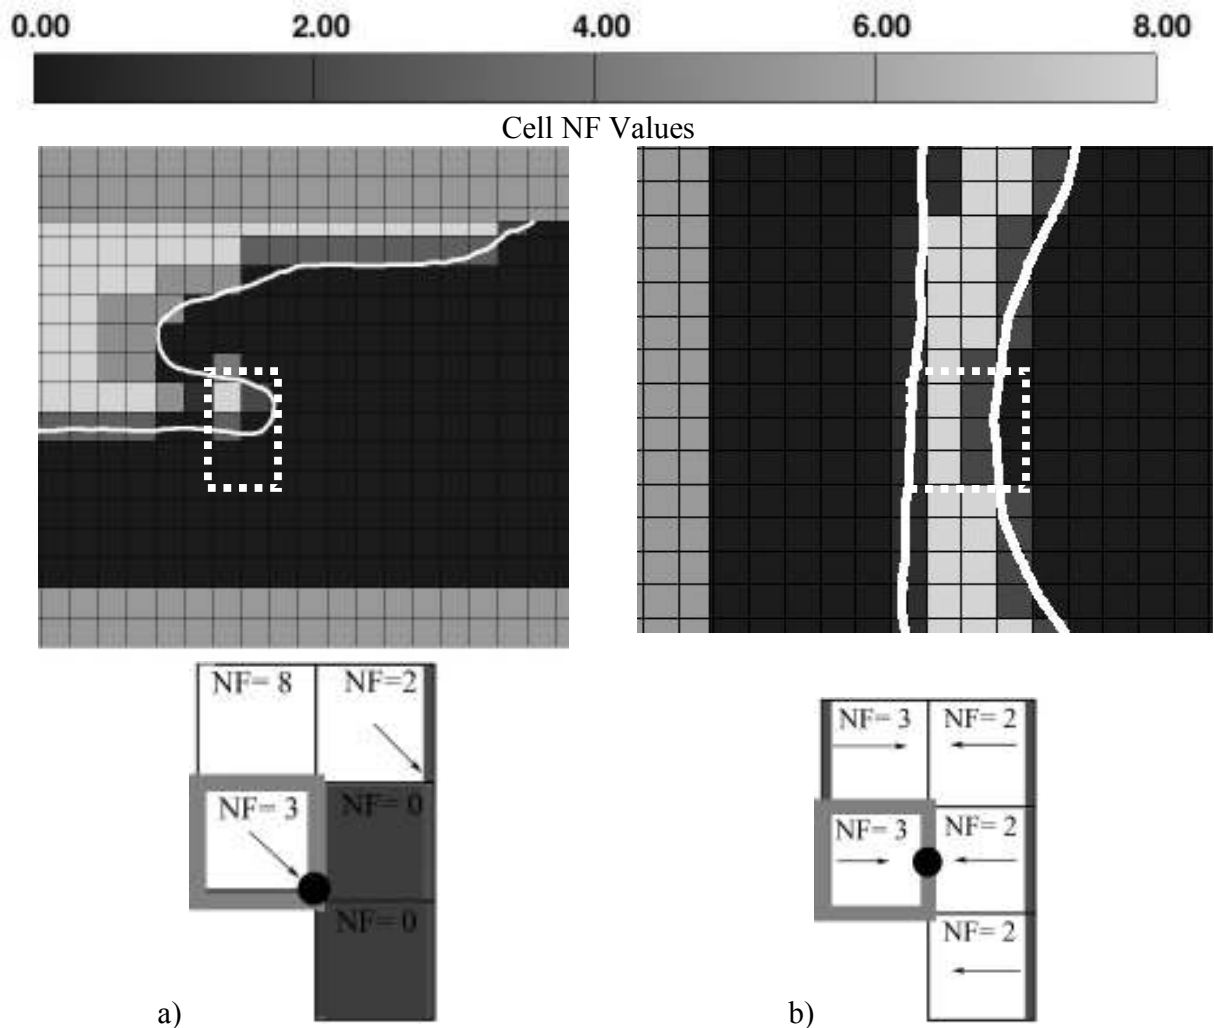 0.00 2.00 4.00 6.00 8.00
Cell NF Values
NF= 8 NF=2
NF= 3 NF= 0
NF= 0
NF= 3 NF= 2
NF= 3 NF= 2
NF= 2
a) b)